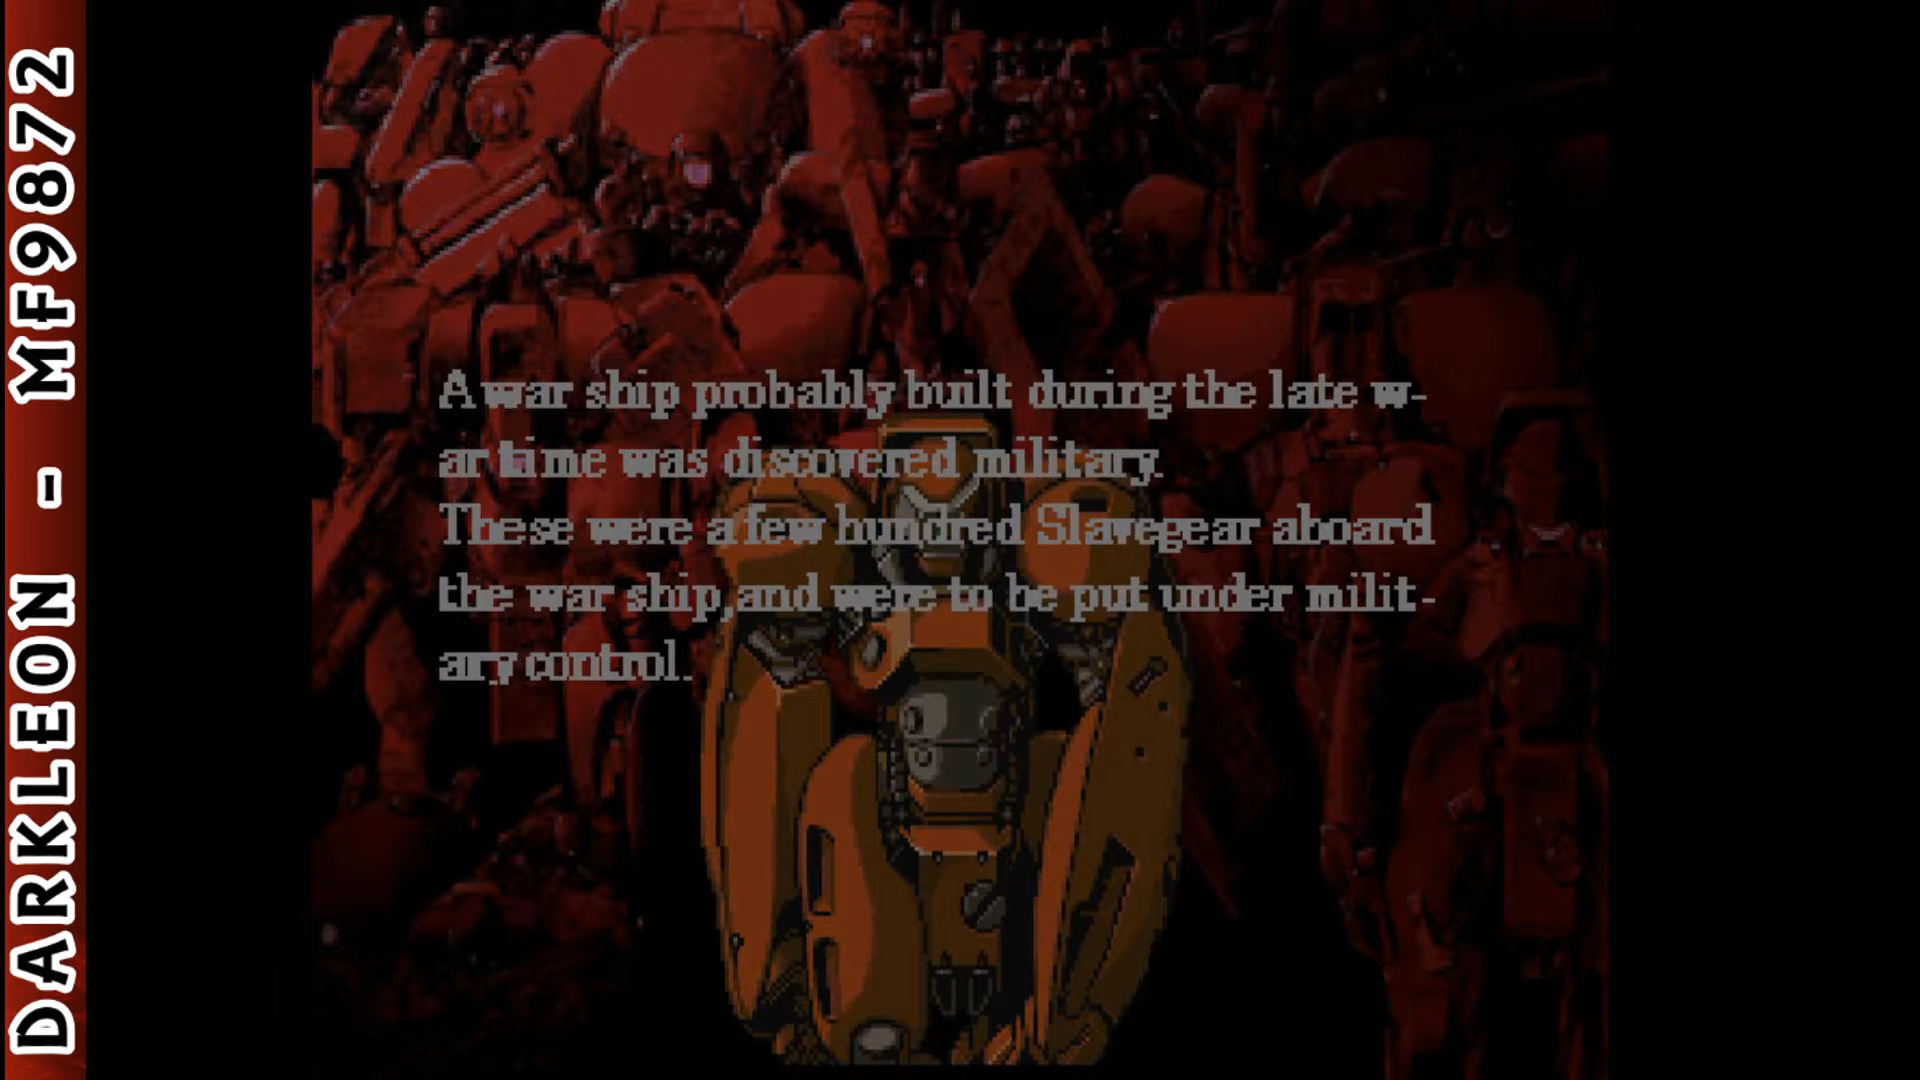 DARKLEON - MF9872
A war ship probably built during the late w-
ar time was discovered military.
These were a few hundred Slavegear aboard
the war ship,and were to be put under milit-
ary control.